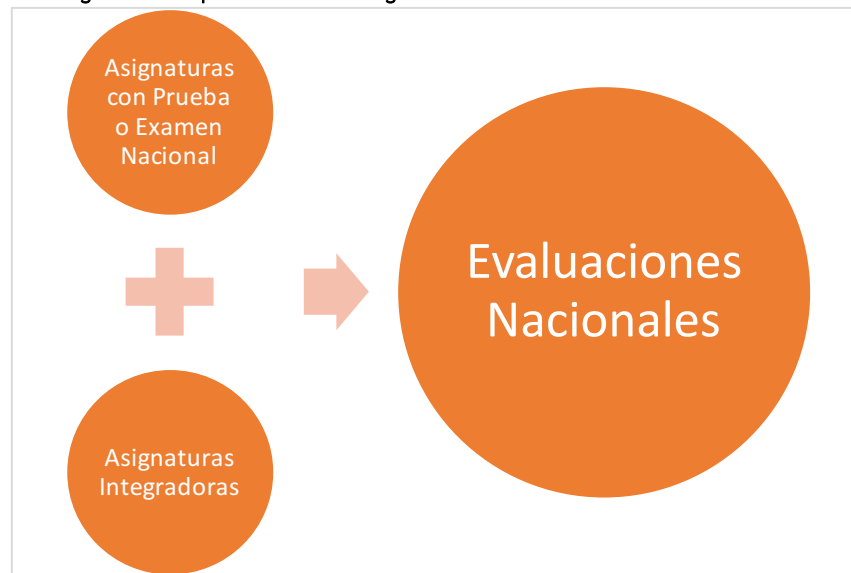 Asignaturas
con Prueba
o Examen
Nacional
Asignaturas
Integradoras
Evaluaciones
Nacionales